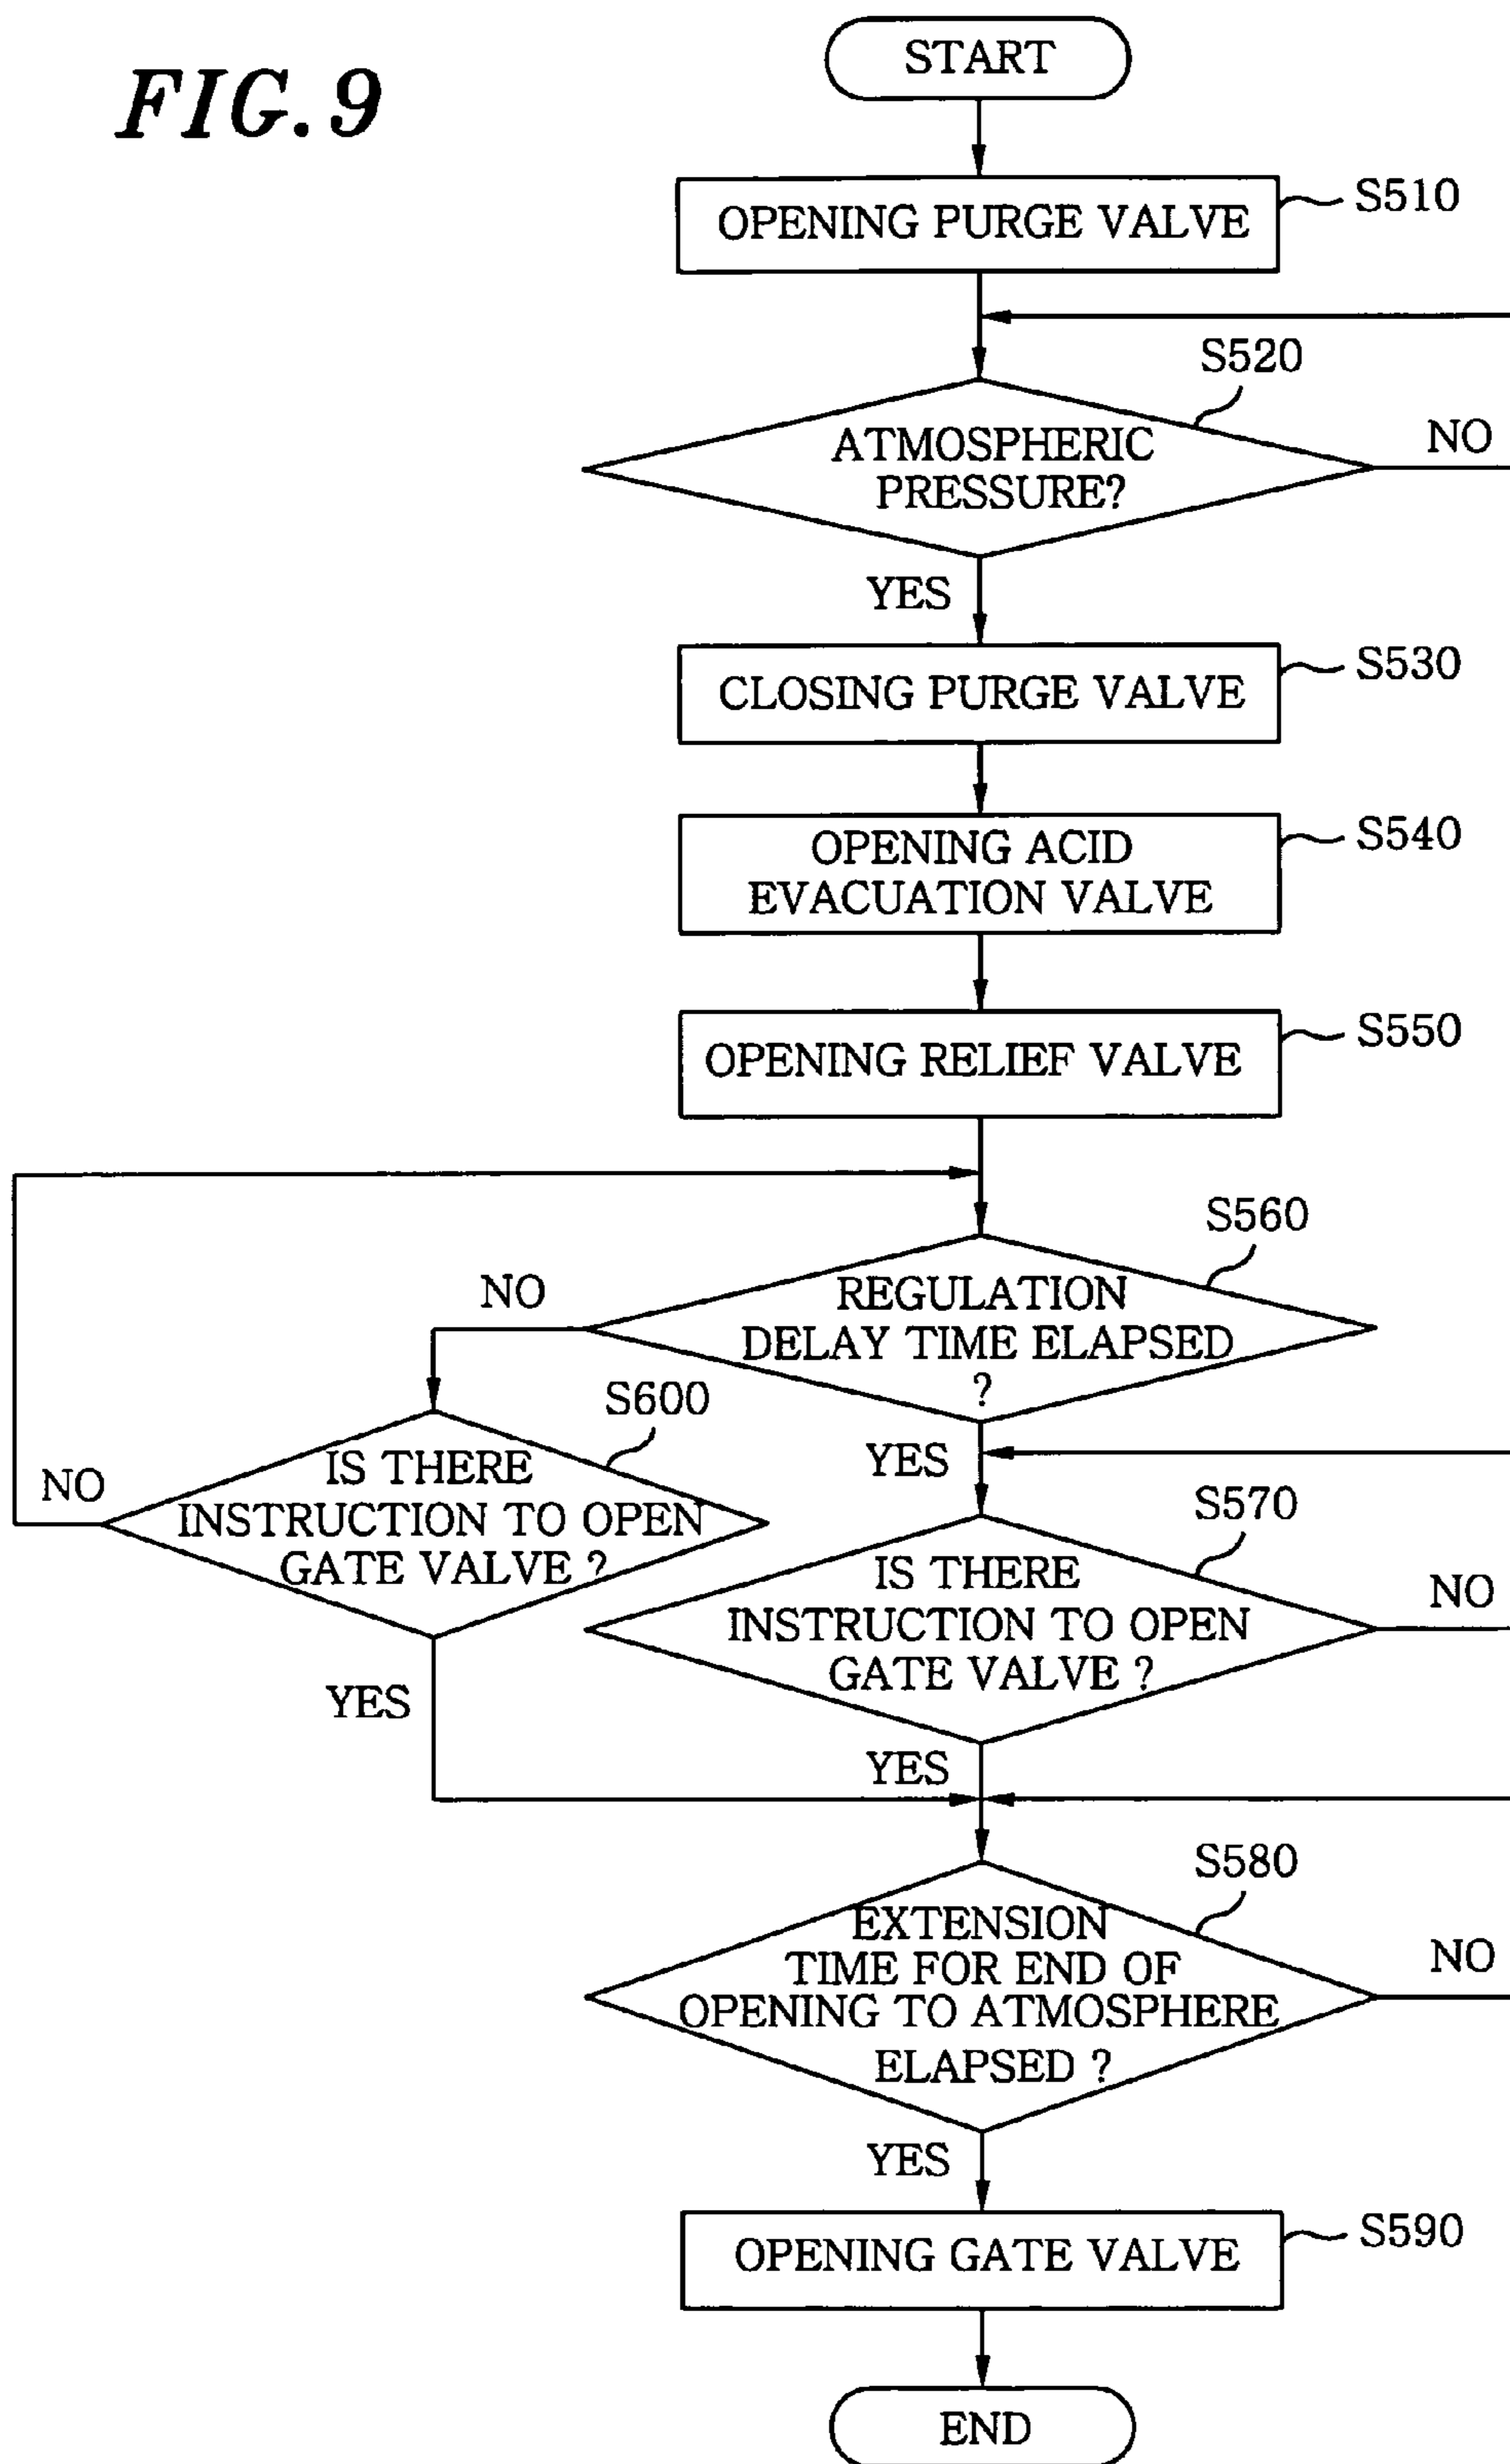 FIG. 9
START
OPENING PURGE VALVE
S510
S520
ATMOSPHERIC
PRESSURE?
NO
YES
CLOSING PURGE VALVE
S530
OPENING ACID
EVACUATION VALVE
S540
OPENING RELIEF VALVE
S550
S560
REGULATION
DELAY TIME ELAPSED
?
NO
YES
S600
IS THERE
INSTRUCTION TO OPEN
GATE VALVE ?
NO
YES
S570
IS THERE
INSTRUCTION TO OPEN
GATE VALVE ?
NO
YES
S580
EXTENSION
TIME FOR END OF
OPENING TO ATMOSPHERE
ELAPSED ?
NO
YES
OPENING GATE VALVE
S590
END